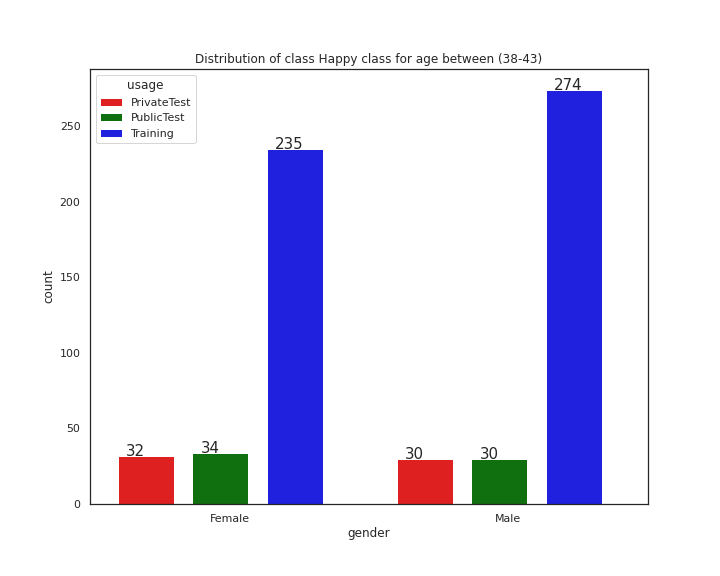 Distribution of class Happy class for age between (38-43)
usage
PrivateTest
PublicTest
Training
274
235
32
34
30
30
250
200
150
100
50
0
count
Female
Male
gender